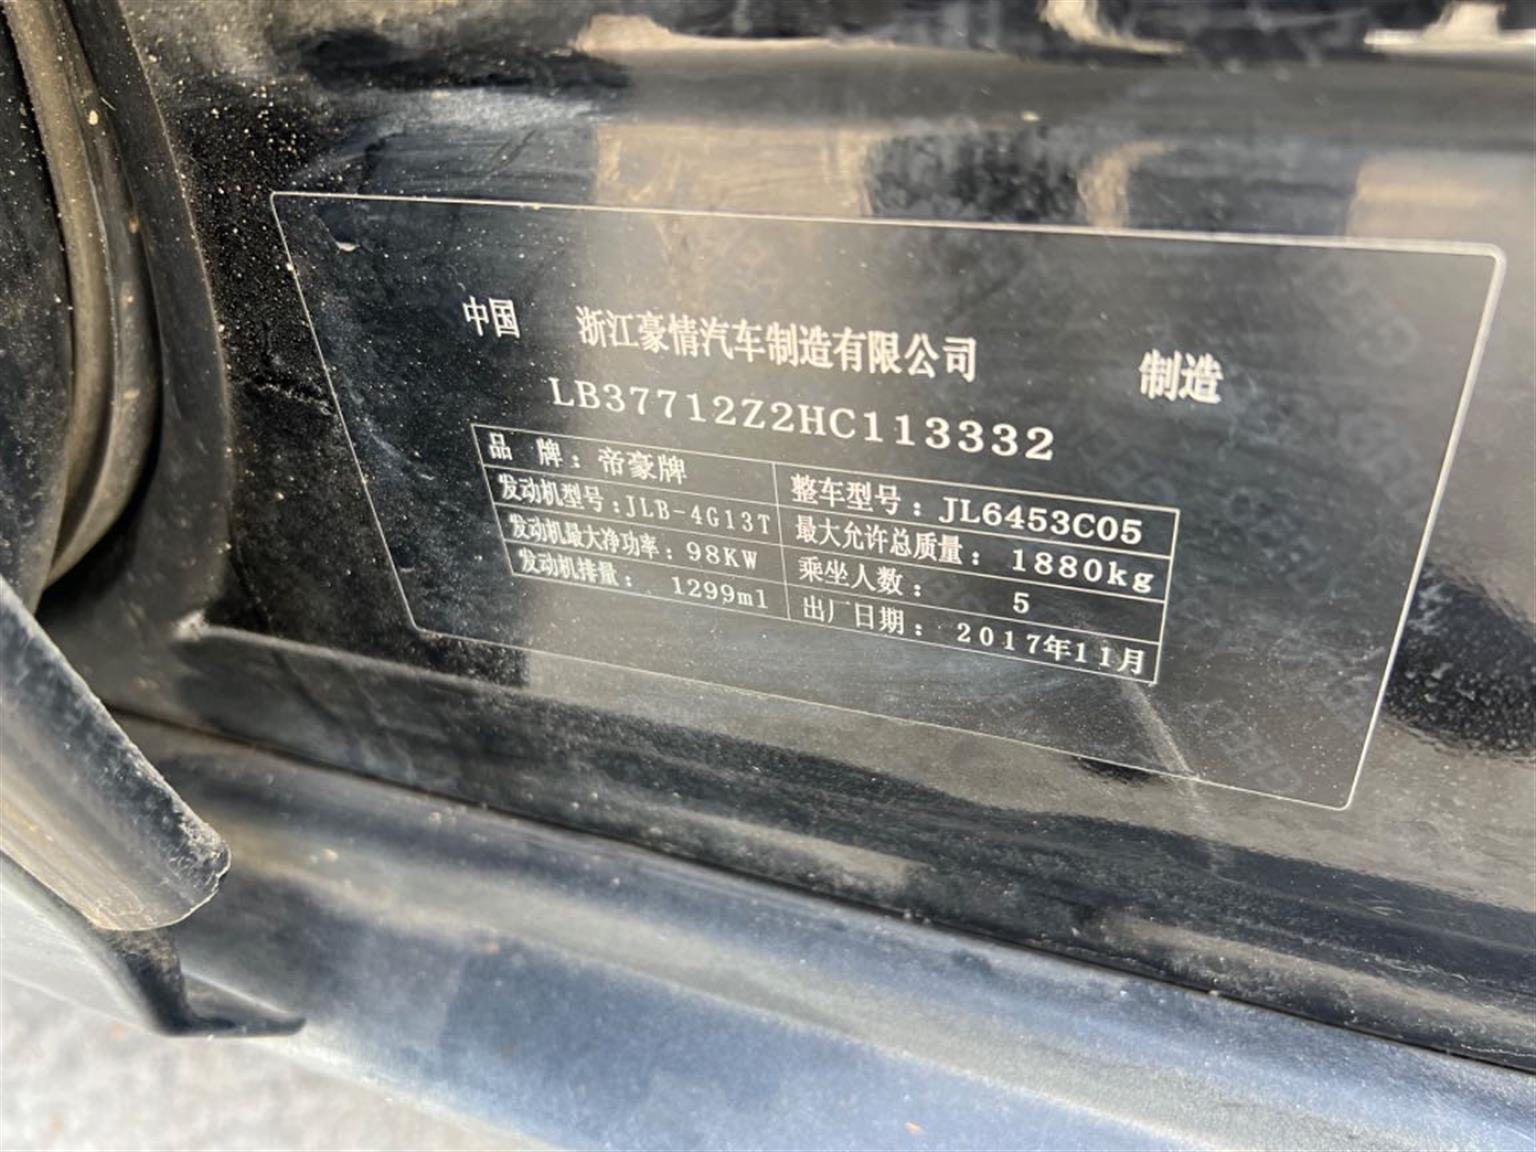 中国 浙江豪情汽车制造有限公司 制造
LB37712Z2HC113332
品牌：帝豪牌 整车型号：JL6453C05
发动机型号：JLB-4G13T 最大允许总质量：1880kg
发动机最大净功率：98KW 乘坐人数：5
发动机排量：1299ml 出厂日期：2017年11月